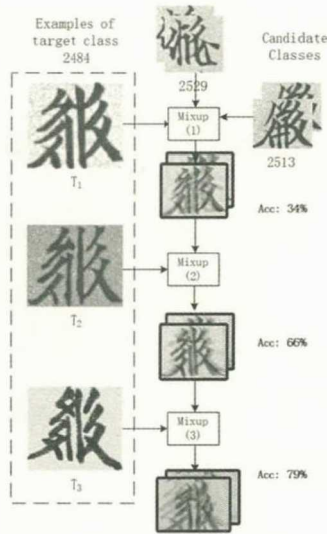 Examples of
target class
2484
Candidate
Classes
2529
2513
T₁
Mixup
(1)
Acc: 34%
T₂
Mixup
(2)
Acc: 66%
T₃
Mixup
(3)
Acc: 79%